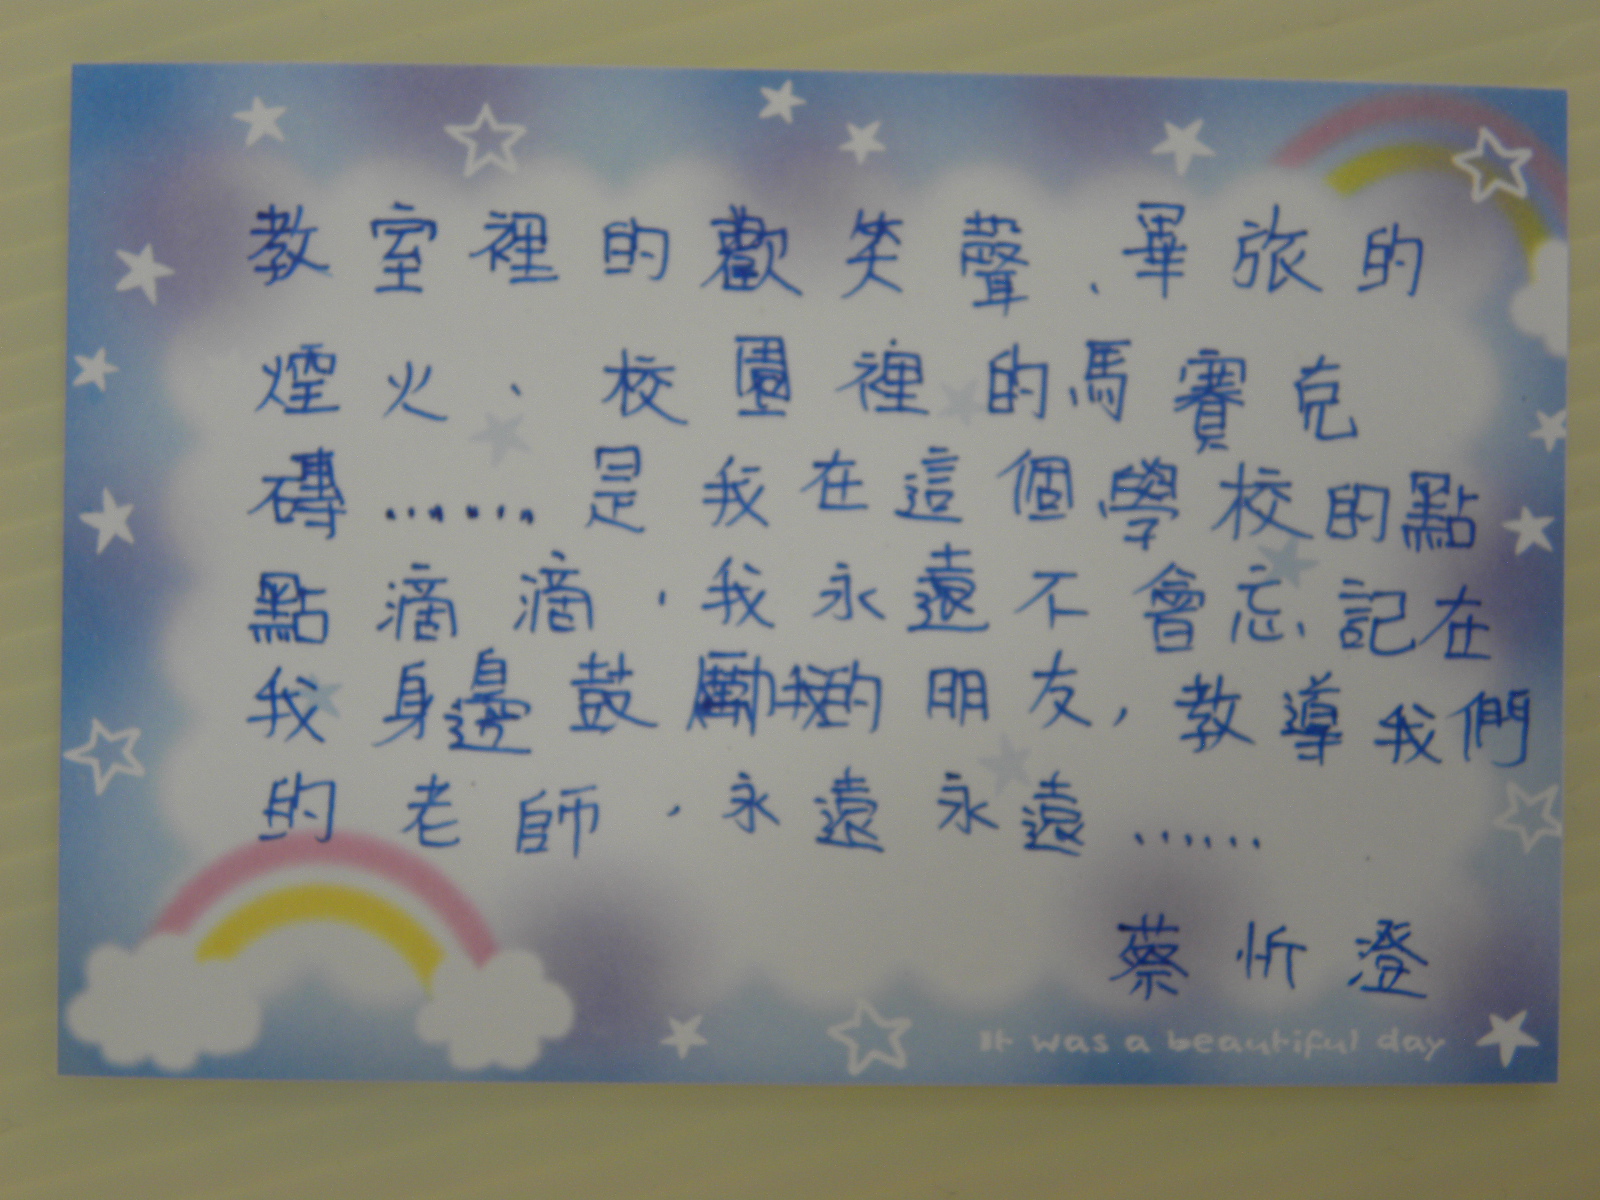 教室裡的歡笑聲、畢旅的
煙火、校園裡的馬賽克
磚……是我在這個學校的點
點滴滴,我永遠不會忘記在
我身邊鼓勵我的朋友,教導我們
的老師,永遠永遠……
蔡忻澄
It was a beautiful day